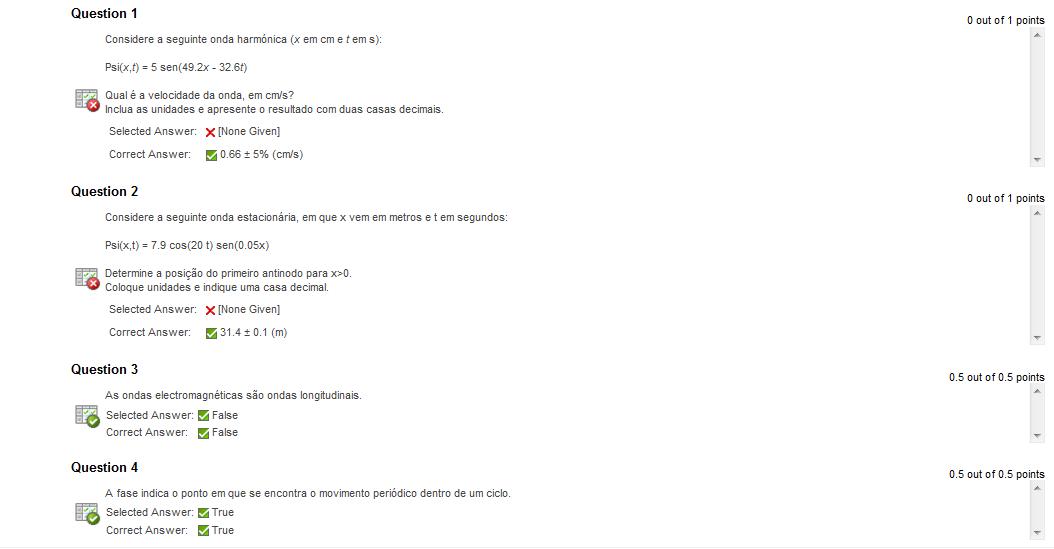 Question 1
0 out of 1 points
Considere a seguinte onda harmónica (x em cm e t em s):
Psi(x,t) = 5 sen(49.2x - 32.6t)
Qual é a velocidade da onda, em cm/s?
Inclua as unidades e apresente o resultado com duas casas decimais.
Selected Answer: [None Given]
Correct Answer: 0.66 ± 5% (cm/s)
Question 2
0 out of 1 points
Considere a seguinte onda estacionária, em que x vem em metros e t em segundos:
Psi(x,t) = 7.9 cos(20 t) sen(0.05x)
Determine a posição do primeiro antinodo para x>0.
Coloque unidades e indique uma casa decimal.
Selected Answer: [None Given]
Correct Answer: 31.4 ± 0.1 (m)
Question 3
0.5 out of 0.5 points
As ondas electromagnéticas são ondas longitudinais.
Selected Answer: False
Correct Answer: False
Question 4
0.5 out of 0.5 points
A fase indica o ponto em que se encontra o movimento periódico dentro de um ciclo.
Selected Answer: True
Correct Answer: True